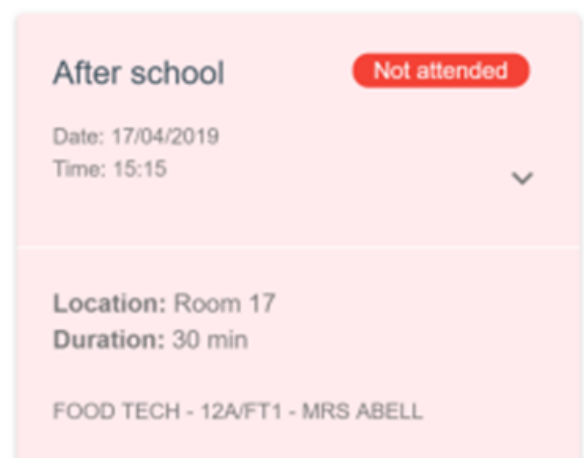 After school
Not attended
Date: 17/04/2019
Time: 15:15
Location: Room 17
Duration: 30 min
FOOD TECH - 12A/FT1 - MRS ABELL